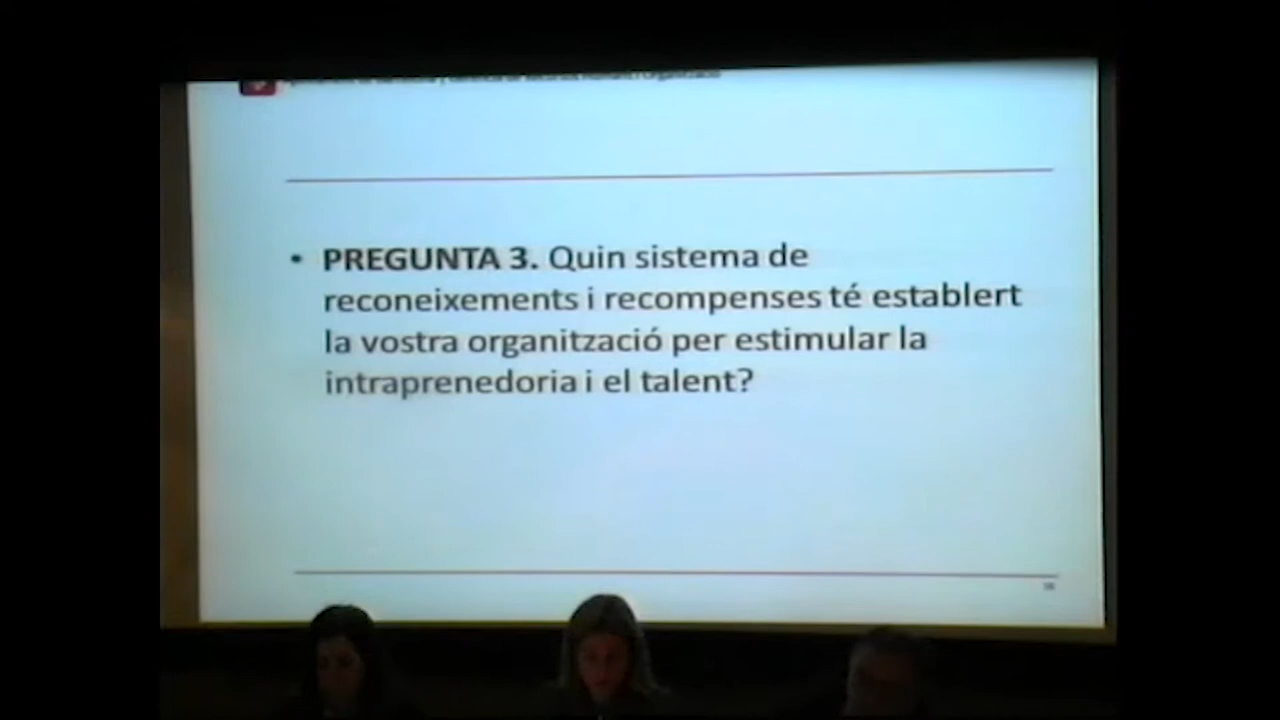 • PREGUNTA 3. Quin sistema de
reconeixements i recompenses té establert
la vostra organització per estimular la
intraprenedoria i el talent?